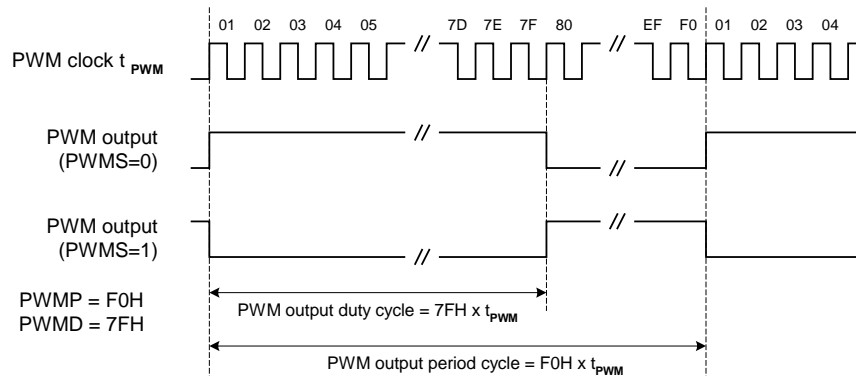 01 02 03 04 05 7D 7E 7F 80 EF F0 01 02 03 04
PWM clock t PWM
PWM output
(PWMS=0)
PWM output
(PWMS=1)
PWMP = F0H
PWMD = 7FH
PWM output duty cycle = 7FH x tPWM
PWM output period cycle = F0H x tPWM